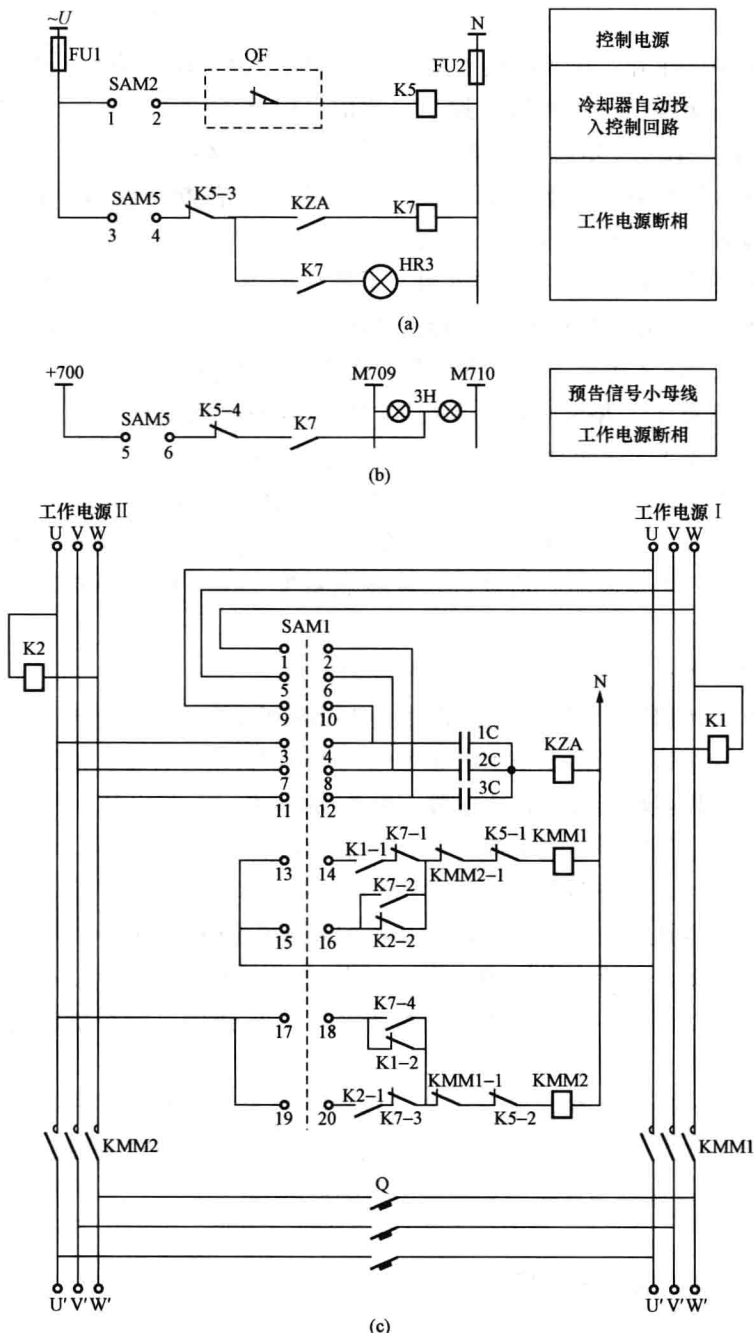 ~U
N
FU1
FU2
SAM2
QF
K5
1
2
SAM5
K5-3
KZA
K7
3
4
K7
HR3
控制电源
冷却器自动投
入控制回路
工作电源断相
(a)
+700
M709
M710
SAM5
K5-4
K7
3H
5
6
预告信号小母线
工作电源断相
(b)
工作电源Ⅱ
工作电源Ⅰ
U V W
U V W
K2
SAM1
N
K1
1
2
5
6
9
10
3
4
1C
KZA
7
8
2C
11
12
3C
13
14
K1-1
K7-1
K5-1
KMM1
KMM2-1
K7-2
15
16
K2-2
17
18
K7-4
K1-2
19
20
K2-1
K7-3
KMM1-1
K5-2
KMM2
KMM2
KMM1
Q
U' V' W'
U' V' W'
(c)